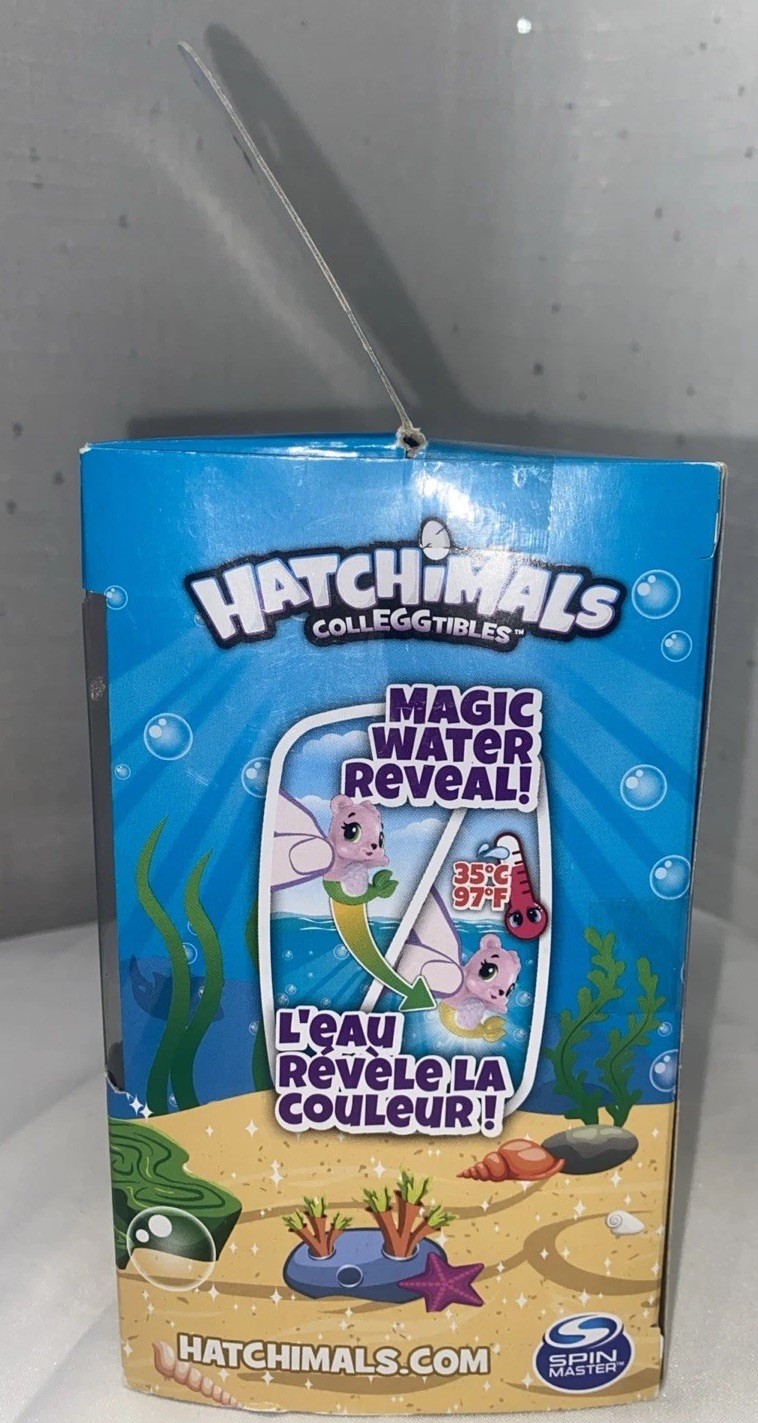 HATCHiMALS
COLLEGGTIBLES™
MAGIC
WATER
REVEAL!
35°C
97°F
L'eau
Révèle la
couleur !
HATCHIMALS.COM
SPIN
MASTER™